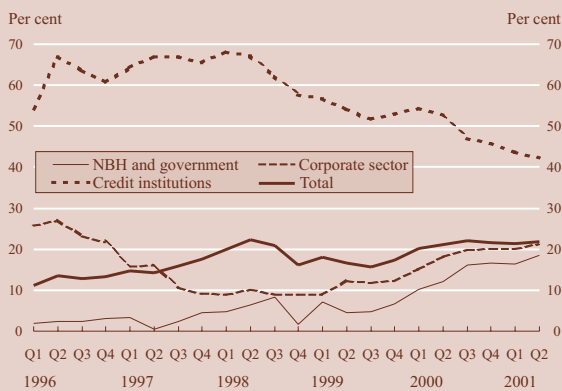 Per cent Per cent
70 70
60 60
50 50
40 40
NBH and government Corporate sector
Credit institutions Total
30 30
20 20
10 10
0 0
Q1 Q2 Q3 Q4 Q1 Q2 Q3 Q4 Q1 Q2 Q3 Q4 Q1 Q2 Q3 Q4 Q1 Q2 Q3 Q4 Q1 Q2
1996 1997 1998 1999 2000 2001